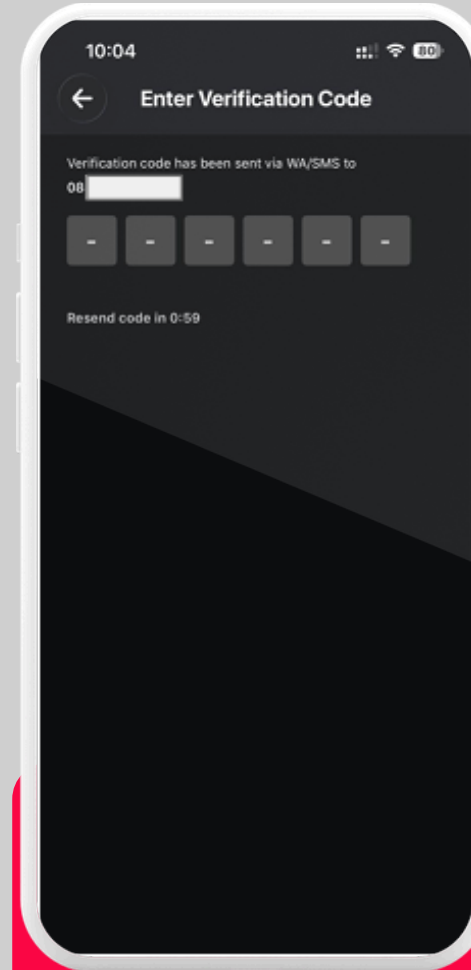 10:04
80
Enter Verification Code
Verification code has been sent via WA/SMS to
08
- - - - - -
Resend code in 0:59